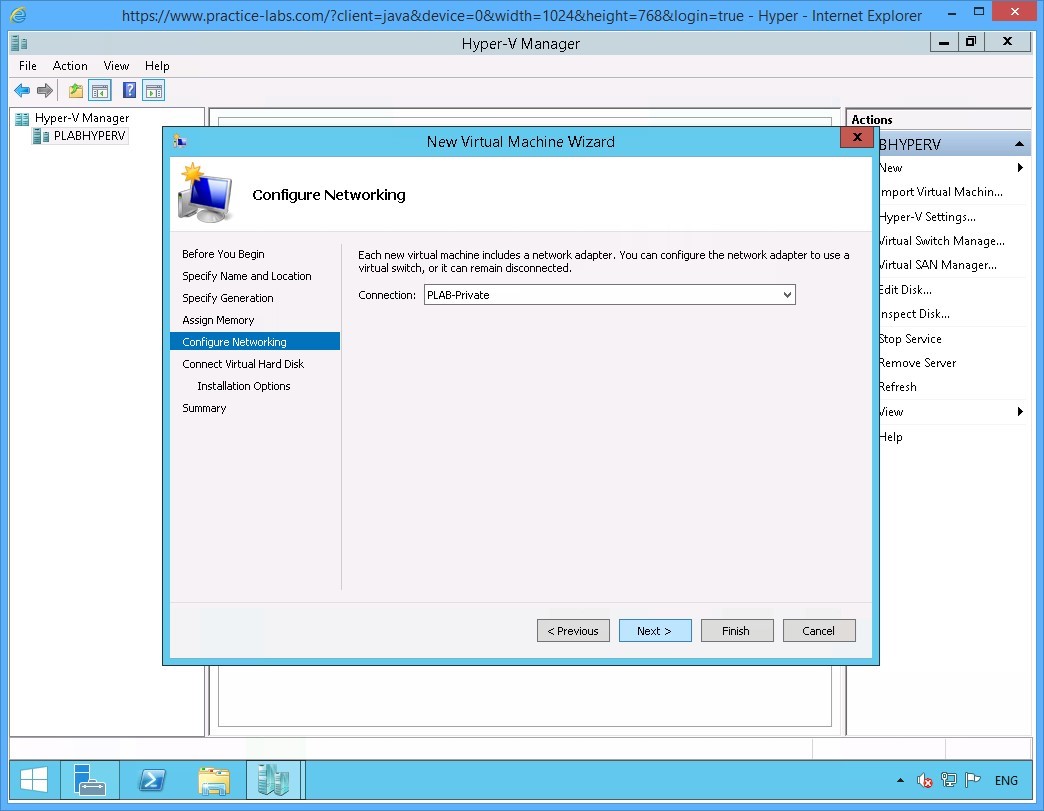 https://www.practice-labs.com/?client=java&device=0&width=1024&height=768&login=true - Hyper - Internet Explorer
Hyper-V Manager
File Action View Help
Hyper-V Manager
PLABHYPERV
Actions
BHYPERV
New
mport Virtual Machin...
Hyper-V Settings...
Virtual Switch Manage...
Virtual SAN Manager...
Edit Disk...
nspect Disk...
Stop Service
Remove Server
Refresh
View
Help
New Virtual Machine Wizard
Configure Networking
Before You Begin
Specify Name and Location
Specify Generation
Assign Memory
Configure Networking
Connect Virtual Hard Disk
Installation Options
Summary
Each new virtual machine includes a network adapter. You can configure the network adapter to use a
virtual switch, or it can remain disconnected.
Connection: PLAB-Private
< Previous
Next >
Finish
Cancel
ENG